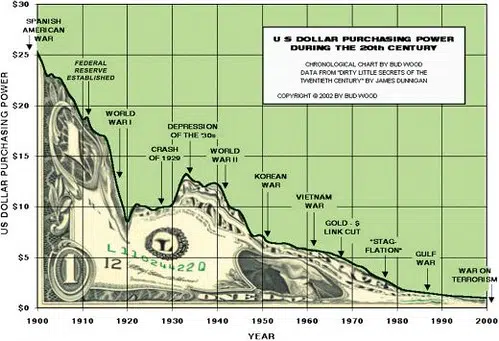 U S DOLLAR PURCHASING POWER
DURING THE 20th CENTURY
CHRONOLOGICAL CHART BY BUD WOOD
DATA FROM "DIRTY LITTLE SECRETS OF THE
TWENTIETH CENTURY" BY JAMES DUNNIGAN
COPYRIGHT © 2002 BY BUD WOOD
US DOLLAR PURCHASING POWER
$30
$25
$20
$15
$10
$5
$0
SPANISH
AMERICAN
WAR
FEDERAL
RESERVE
ESTABLISHED
WORLD
WAR I
CRASH
OF 1929
DEPRESSION
OF THE '30s
WORLD
WAR II
KOREAN
WAR
VIETNAM
WAR
GOLD - $
LINK CUT
"STAG-
FLATION"
GULF
WAR
WAR ON
TERRORISM
1
1
L
12
1900
1910
1920
1930
1940
1950
1960
1970
1980
1990
2000
YEAR